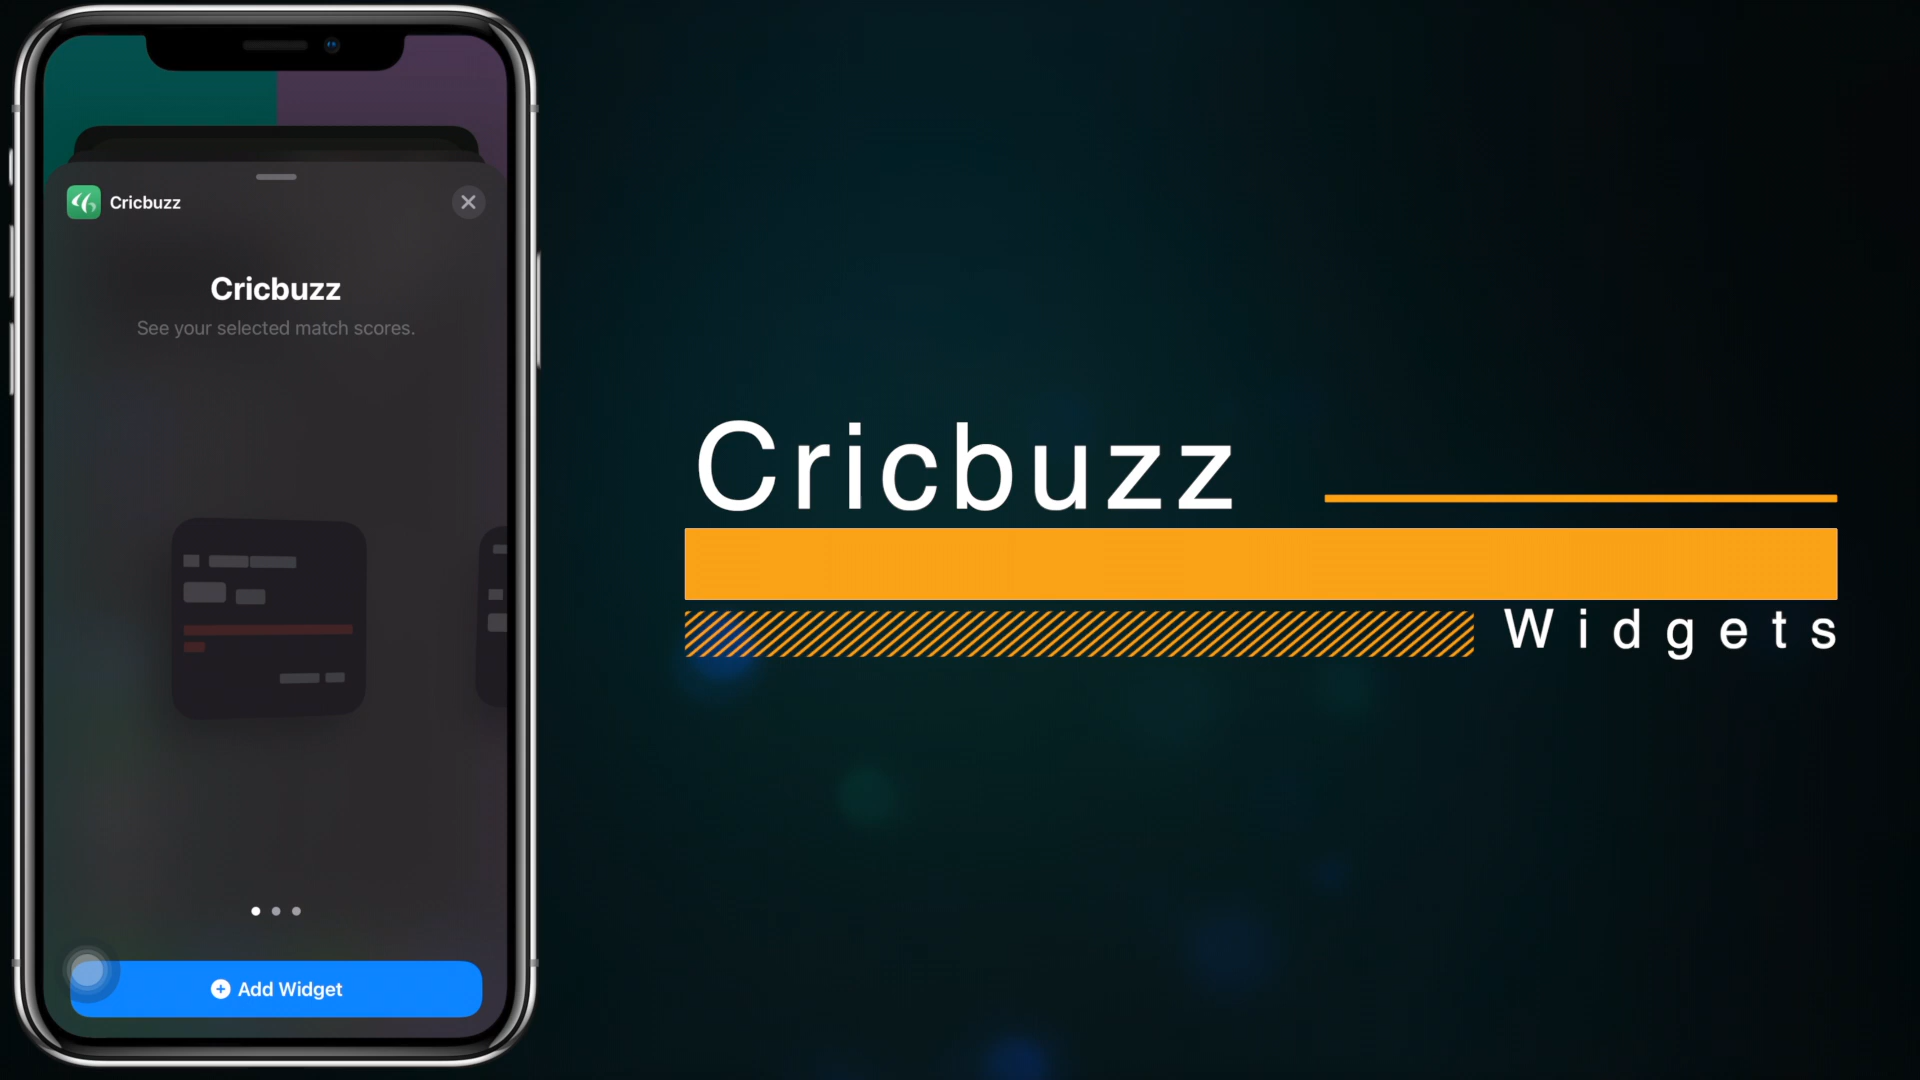 Cricbuzz
Cricbuzz
See your selected match scores.
Add Widget
Cricbuzz
Widgets